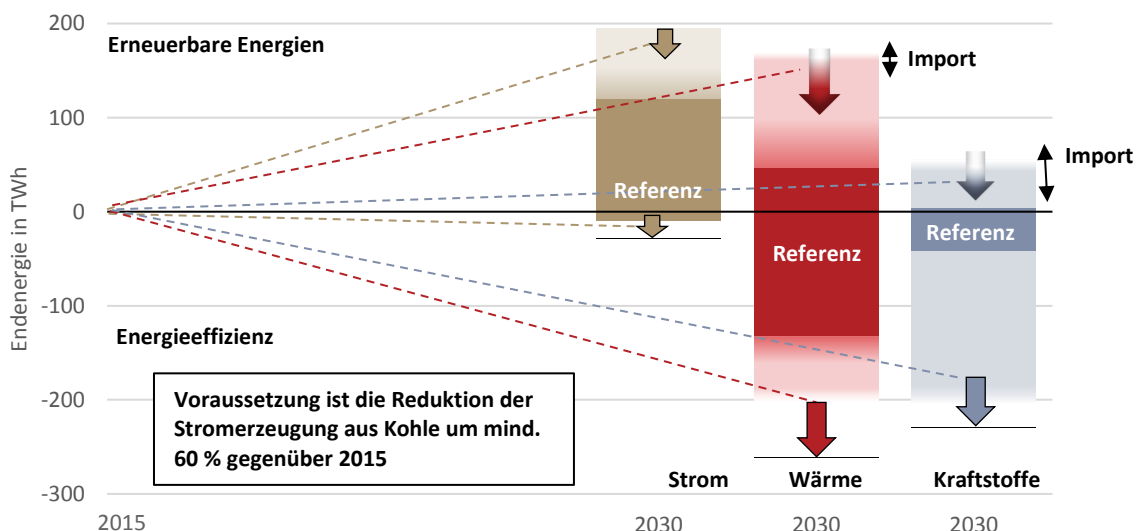 200
Erneuerbare Energien
Import
100
Import
Referenz
0
Referenz
Referenz
Endenergie in TWh
-100
Energieeffizienz
Voraussetzung ist die Reduktion der
Stromerzeugung aus Kohle um mind.
60 % gegenüber 2015
-200
Strom Wärme Kraftstoffe
-300
2015 2030 2030 2030